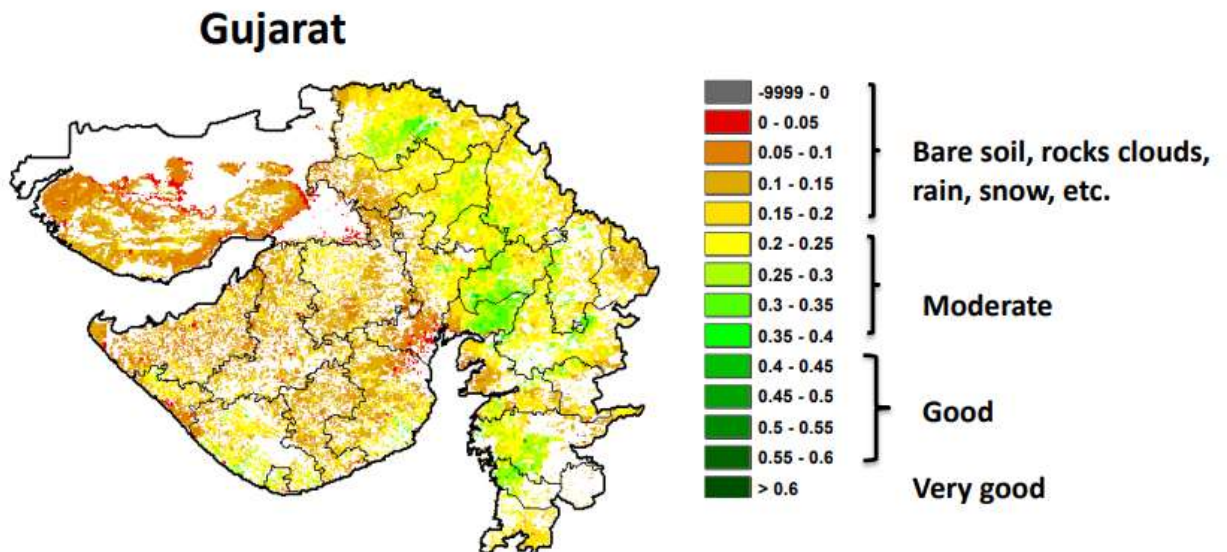 Gujarat
-9999 - 0
0 - 0.05
0.05 - 0.1
0.1 - 0.15
0.15 - 0.2
0.2 - 0.25
0.25 - 0.3
0.3 - 0.35
0.35 - 0.4
0.4 - 0.45
0.45 - 0.5
0.5 - 0.55
0.55 - 0.6
> 0.6
Bare soil, rocks clouds,
rain, snow, etc.
Moderate
Good
Very good